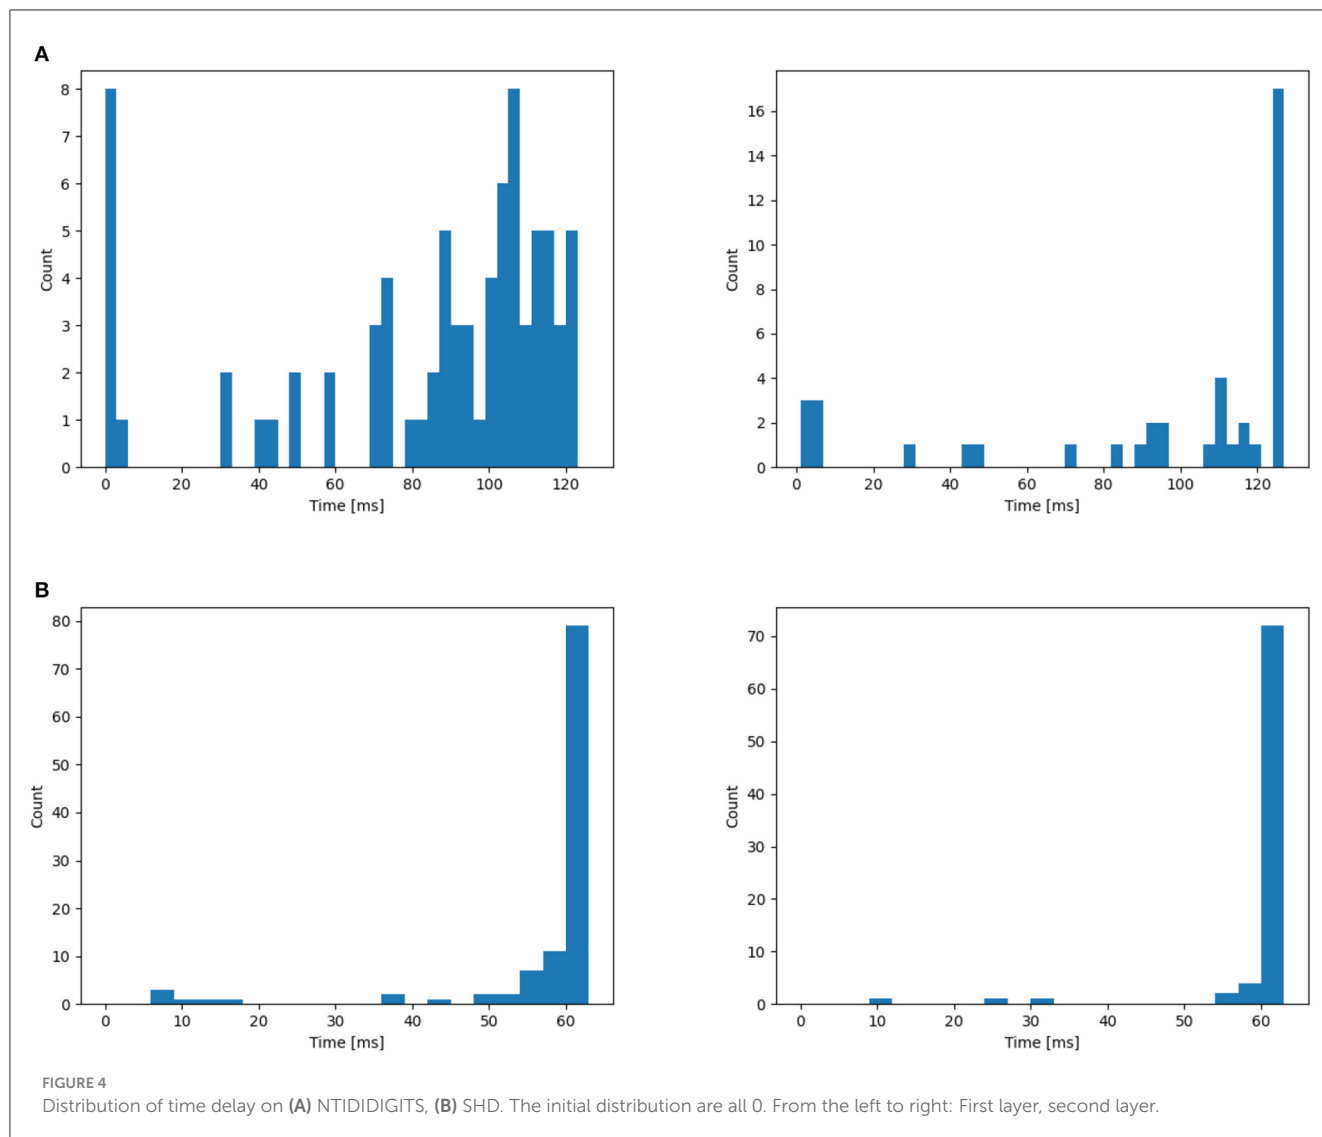 A
8
7
6
5
4
3
2
1
0
Count
0 20 40 60 80 100 120
Time [ms]
16
14
12
10
8
6
4
2
0
Count
0 20 40 60 80 100 120
Time [ms]
B
80
70
60
50
40
30
20
10
0
Count
0 10 20 30 40 50 60
Time [ms]
70
60
50
40
30
20
10
0
Count
0 10 20 30 40 50 60
Time [ms]
FIGURE 4
Distribution of time delay on (A) NTIDIDIGITS, (B) SHD. The initial distribution are all 0. From the left to right: First layer, second layer.